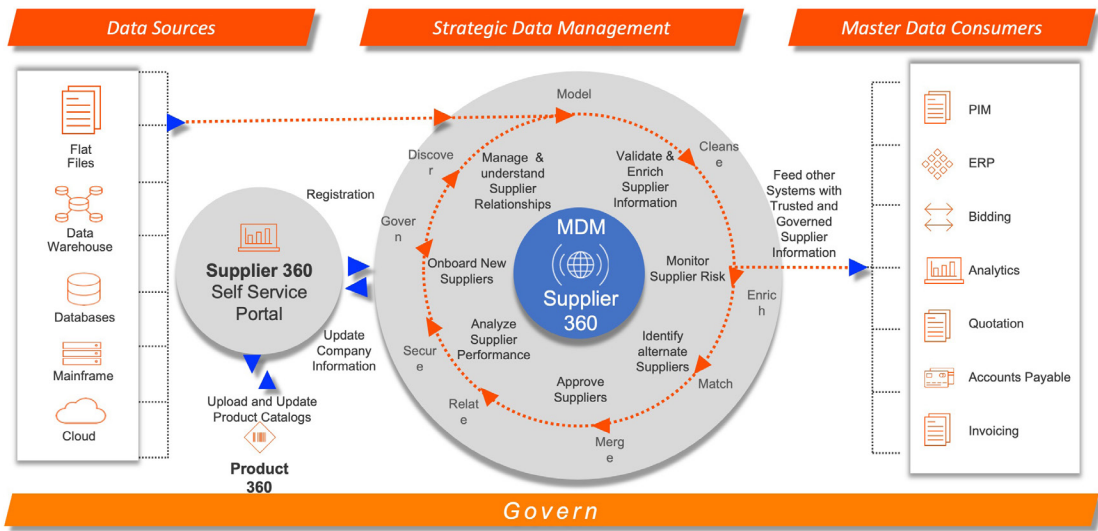 Data Sources
Strategic Data Management
Master Data Consumers
Flat
Files
Data
Warehouse
Databases
Mainframe
Cloud
Registration
Supplier 360
Self Service
Portal
Update
Company
Information
Upload and Update
Product Catalogs
Product
360
Model
Cleans
e
Enric
h
Match
Merg
e
Relat
e
Secur
e
Gover
n
Discove
r
Manage &
understand
Supplier
Relationships
Validate &
Enrich
Supplier
Information
Onboard New
Suppliers
MDM
Supplier
360
Monitor
Supplier Risk
Analyze
Supplier
Performance
Identify
alternate
Suppliers
Approve
Suppliers
Feed other
Systems with
Trusted and
Governed
Supplier
Information
PIM
ERP
Bidding
Analytics
Quotation
Accounts Payable
Invoicing
Govern